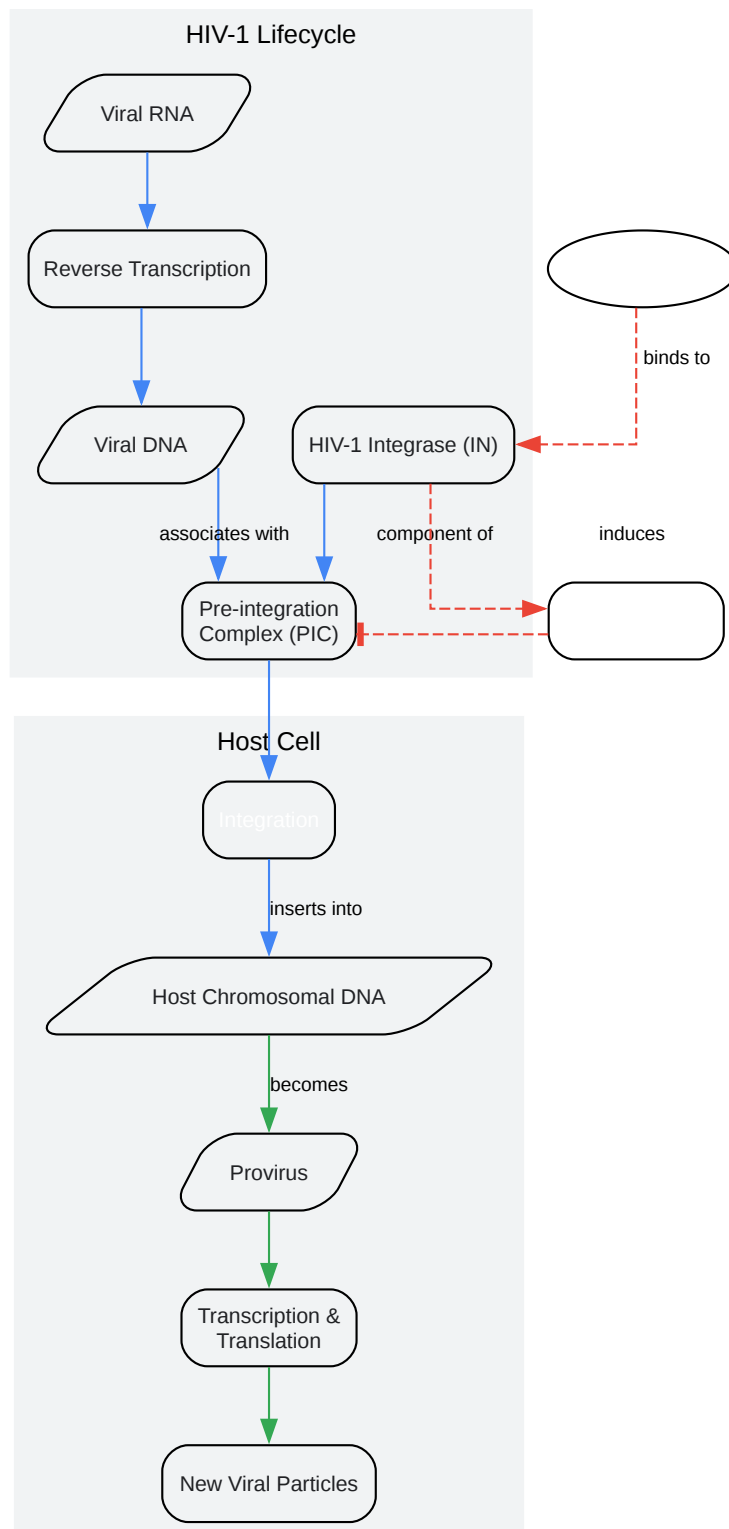 HIV-1 Lifecycle
Viral RNA
Reverse Transcription
binds to
Viral DNA
HIV-1 Integrase (IN)
associates with
component of
induces
Pre-integration
Complex (PIC)
Host Cell
Integration
inserts into
Host Chromosomal DNA
becomes
Provirus
Transcription &
Translation
New Viral Particles